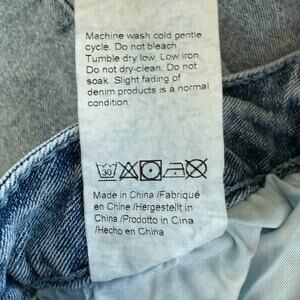 Machine wash cold gentle
cycle. Do not bleach.
Tumble dry low. Low iron.
Do not dry-clean. Do not
soak. Slight fading of
denim products is a normal
condition.
30
Made in China /Fabriqué
en Chine /Hergestellt in
China /Prodotto in Cina
/Hecho en China